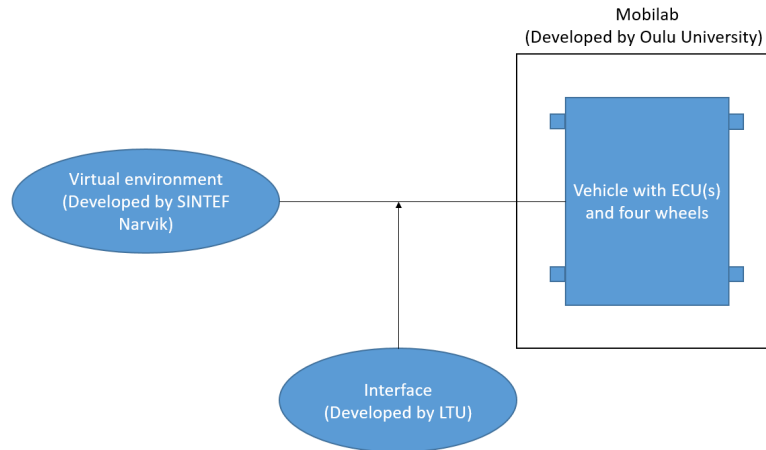 Mobilab
(Developed by Oulu University)
Virtual environment
(Developed by SINTEF
Narvik)
Vehicle with ECU(s)
and four wheels
Interface
(Developed by LTU)